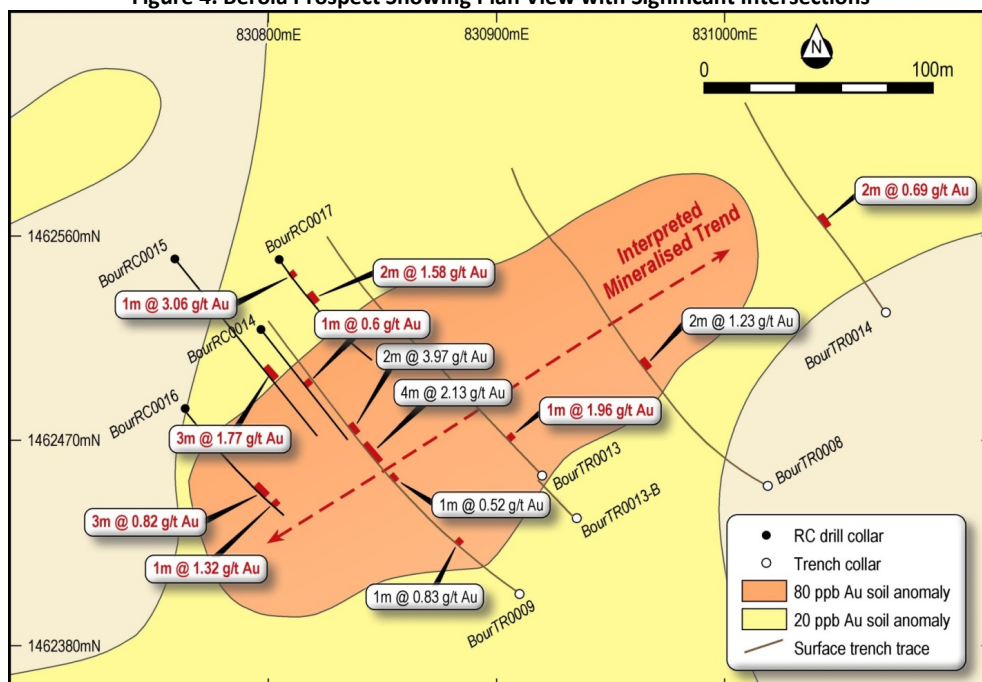 Figure 4: Berola Prospect Showing Plan View with Significant Intersections
830800mE
830900mE
831000mE
N
0
100m
1462560mN
1462470mN
1462380mN
BourRC0015
BourRC0017
BourRC0014
BourRC0016
Interpreted
Mineralised Trend
2m @ 0.69 g/t Au
2m @ 1.58 g/t Au
1m @ 3.06 g/t Au
1m @ 0.6 g/t Au
2m @ 3.97 g/t Au
2m @ 1.23 g/t Au
4m @ 2.13 g/t Au
1m @ 1.96 g/t Au
3m @ 1.77 g/t Au
1m @ 0.52 g/t Au
3m @ 0.82 g/t Au
1m @ 1.32 g/t Au
1m @ 0.83 g/t Au
BourTR0014
BourTR0008
BourTR0013
BourTR0013-B
BourTR0009
RC drill collar
Trench collar
80 ppb Au soil anomaly
20 ppb Au soil anomaly
Surface trench trace